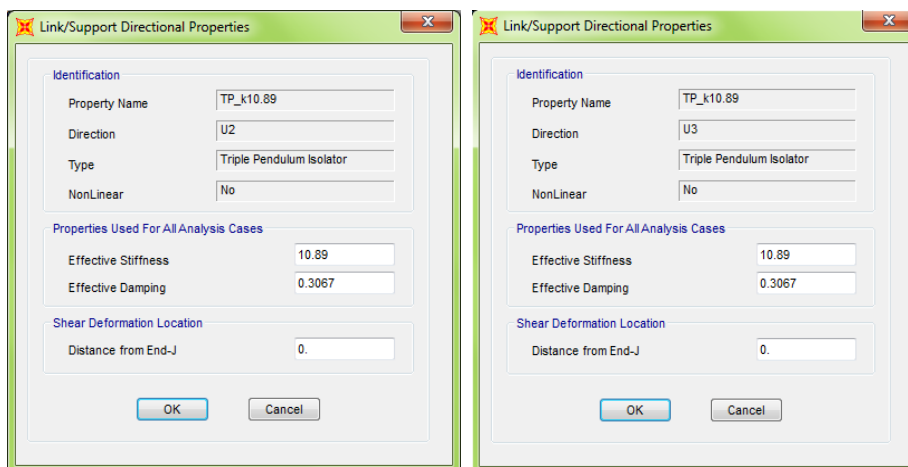 Link/Support Directional Properties
Identification
Property Name TP_k10.89
Direction U2
Type Triple Pendulum Isolator
NonLinear No
Properties Used For All Analysis Cases
Effective Stiffness 10.89
Effective Damping 0.3067
Shear Deformation Location
Distance from End-J 0.
OK Cancel
Link/Support Directional Properties
Identification
Property Name TP_k10.89
Direction U3
Type Triple Pendulum Isolator
NonLinear No
Properties Used For All Analysis Cases
Effective Stiffness 10.89
Effective Damping 0.3067
Shear Deformation Location
Distance from End-J 0.
OK Cancel